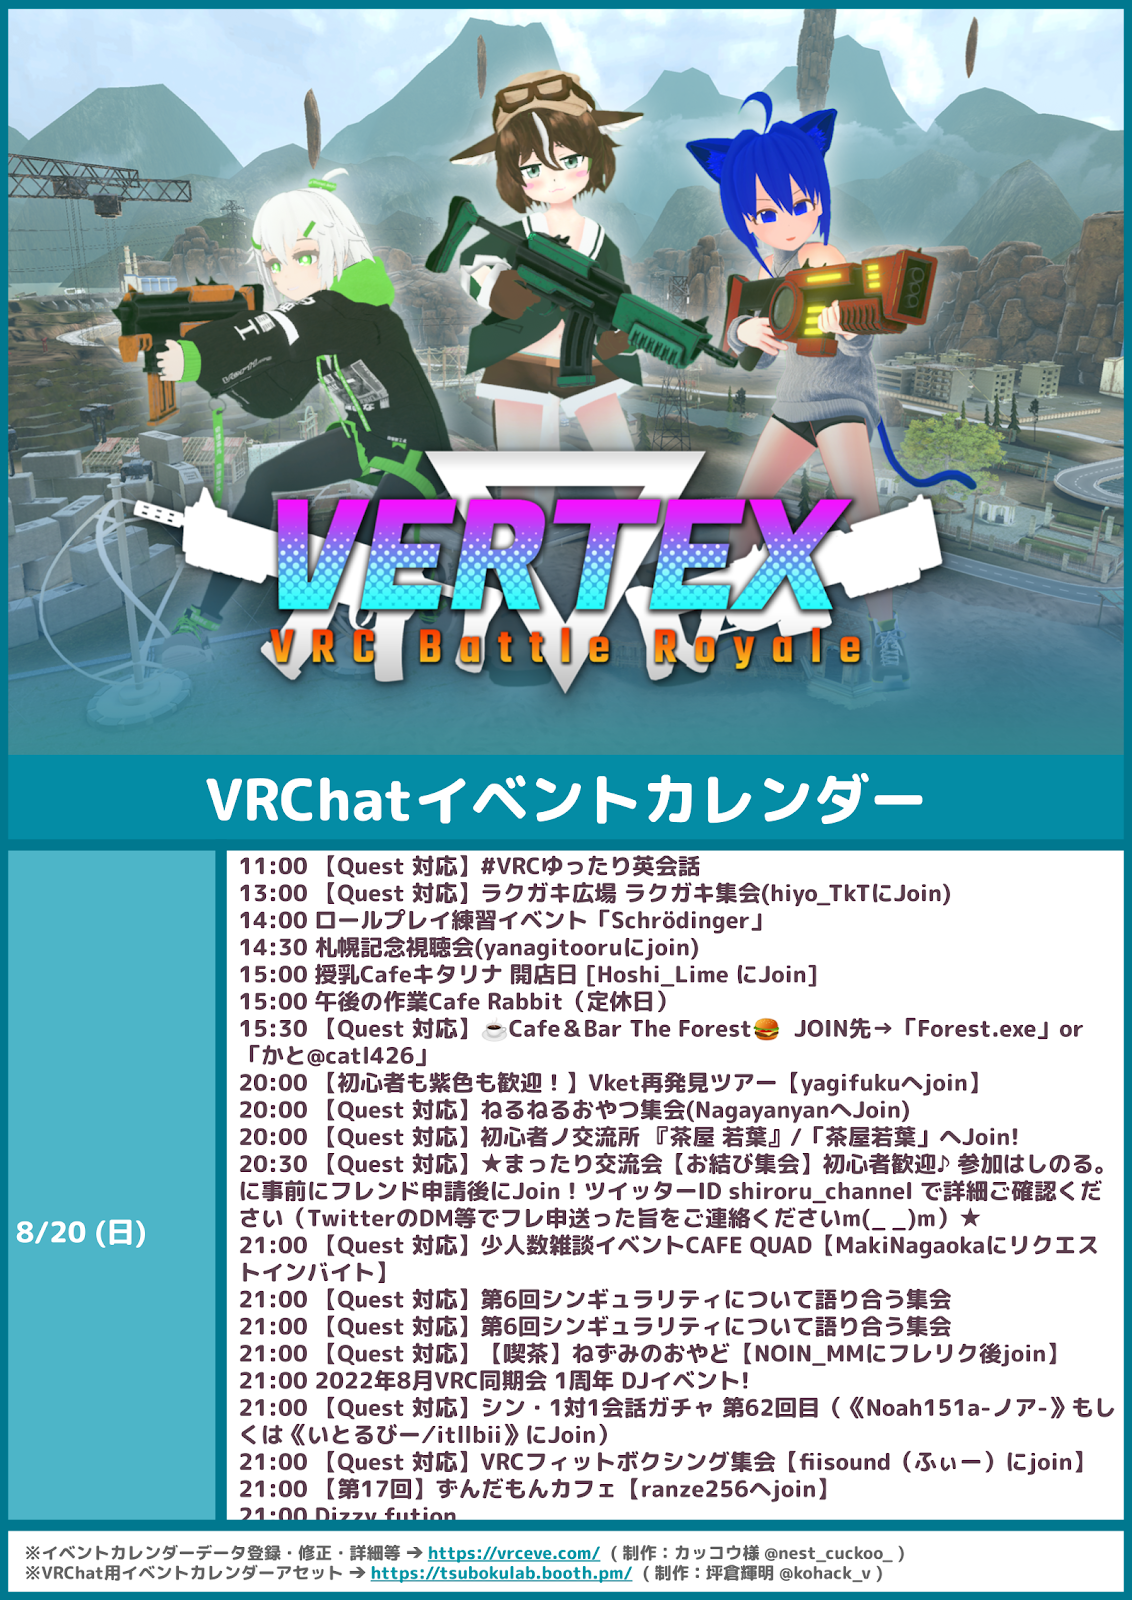 VERTEX
VRC Battle Royale
VRChatイベントカレンダー
8/20 (日)
11:00 【Quest 対応】#VRCゆったり英会話
13:00 【Quest 対応】ラクガキ広場 ラクガキ集会(hiyo_TkTにJoin)
14:00 ロールプレイ練習イベント「Schrödinger」
14:30 札幌記念視聴会(yanagitooruにjoin)
15:00 授乳Cafeキタリナ 開店日 [Hoshi_Lime にJoin]
15:00 午後の作業Cafe Rabbit（定休日）
15:30 【Quest 対応】☕Cafe＆Bar The Forest🍔 JOIN先→「Forest.exe」or
「かと@catl426」
20:00 【初心者も紫色も歓迎！】Vket再発見ツアー【yagifukuへjoin】
20:00 【Quest 対応】ねるねるおやつ集会(NagayanyanへJoin)
20:00 【Quest 対応】初心者ノ交流所 『茶屋 若葉』/「茶屋若葉」へJoin!
20:30 【Quest 対応】★まったり交流会【お結び集会】初心者歓迎♪ 参加はしのる。
に事前にフレンド申請後にJoin！ツイッターID shiroru_channel で詳細ご確認くだ
さい（TwitterのDM等でフレ申送った旨をご連絡くださいm(_ _)m）★
21:00 【Quest 対応】少人数雑談イベントCAFE QUAD【MakiNagaokaにリクエス
トインバイト】
21:00 【Quest 対応】第6回シンギュラリティについて語り合う集会
21:00 【Quest 対応】第6回シンギュラリティについて語り合う集会
21:00 【Quest 対応】【喫茶】ねずみのおやど【NOIN_MMにフレリク後join】
21:00 2022年8月VRC同期会 1周年 DJイベント!
21:00 【Quest 対応】シン・1対1会話ガチャ 第62回目（《Noah151a-ノア-》もし
くは《いとるびー/itllbii》にJoin）
21:00 【Quest 対応】VRCフィットボクシング集会【fiisound（ふぃー）にjoin】
21:00 【第17回】ずんだもんカフェ【ranze256へjoin】
21:00 Dizzy fution
※イベントカレンダーデータ登録・修正・詳細等 ➔ https://vrceve.com/ ( 制作：カッコウ様 @nest_cuckoo_ )
※VRChat用イベントカレンダーアセット ➔ https://tsubokulab.booth.pm/ ( 制作：坪倉輝明 @kohack_v )